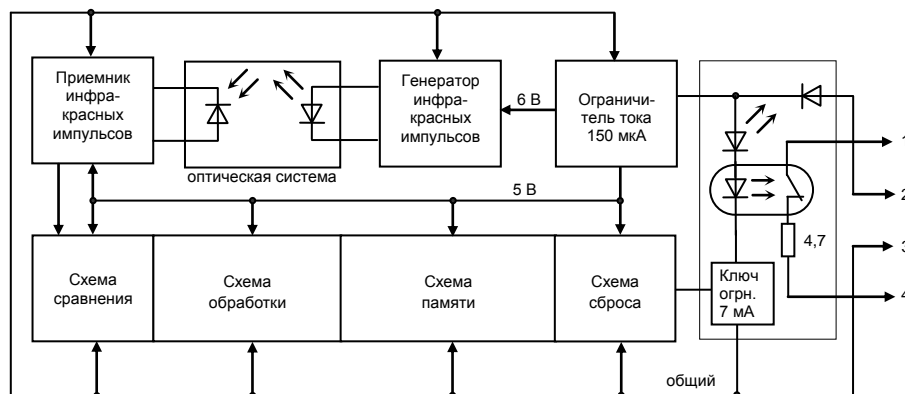 Приемник
инфра-
красных
импульсов
Генератор
инфра-
красных
импульсов
6 В
Ограничи-
тель тока
150 мкА
1
оптическая система
5 В
2
Схема
сравнения
Схема
обработки
Схема
памяти
Схема
сброса
4,7
3
Ключ
огрн.
7 мА
4
общий